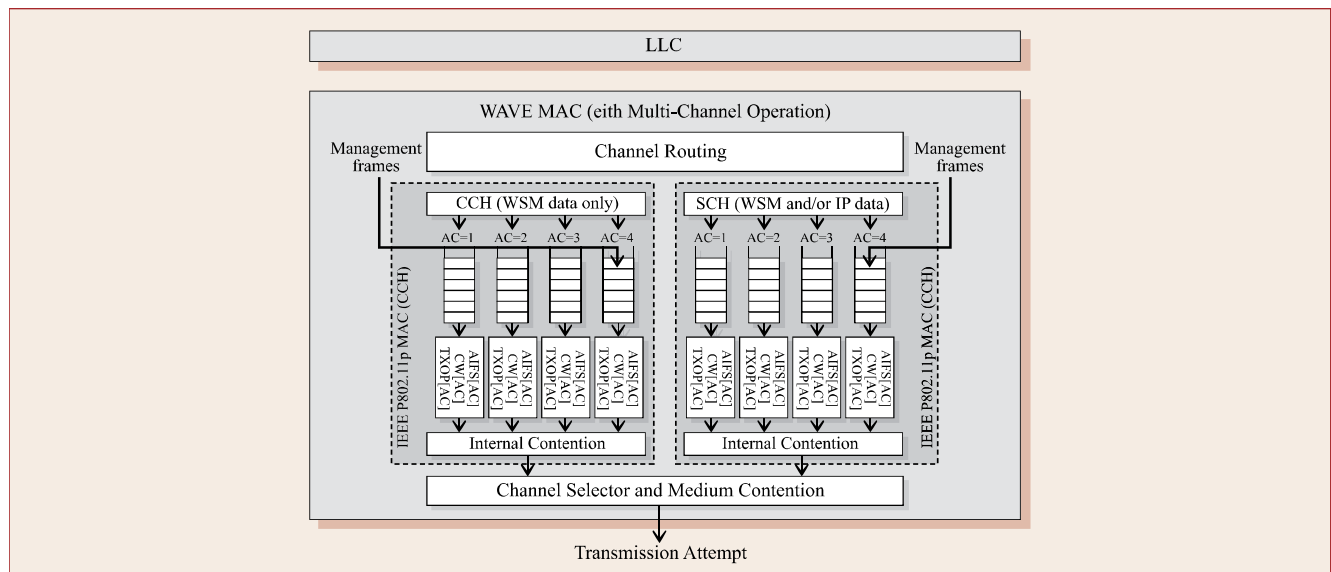 LLC
WAVE MAC (eith Multi-Channel Operation)
Management
frames
Channel Routing
Management
frames
CCH (WSM data only)
SCH (WSM and/or IP data)
AC=1 AC=2 AC=3 AC=4
AC=1 AC=2 AC=3 AC=4
IEEE P802.11p MAC (CCH)
AIFS[AC]
CW[AC]
TXOP[AC]
AIFS[AC]
CW[AC]
TXOP[AC]
AIFS[AC]
CW[AC]
TXOP[AC]
AIFS[AC]
CW[AC]
TXOP[AC]
AIFS[AC]
CW[AC]
TXOP[AC]
AIFS[AC]
CW[AC]
TXOP[AC]
AIFS[AC]
CW[AC]
TXOP[AC]
AIFS[AC]
CW[AC]
TXOP[AC]
IEEE P802.11p MAC (CCH)
Internal Contention
Internal Contention
Channel Selector and Medium Contention
Transmission Attempt